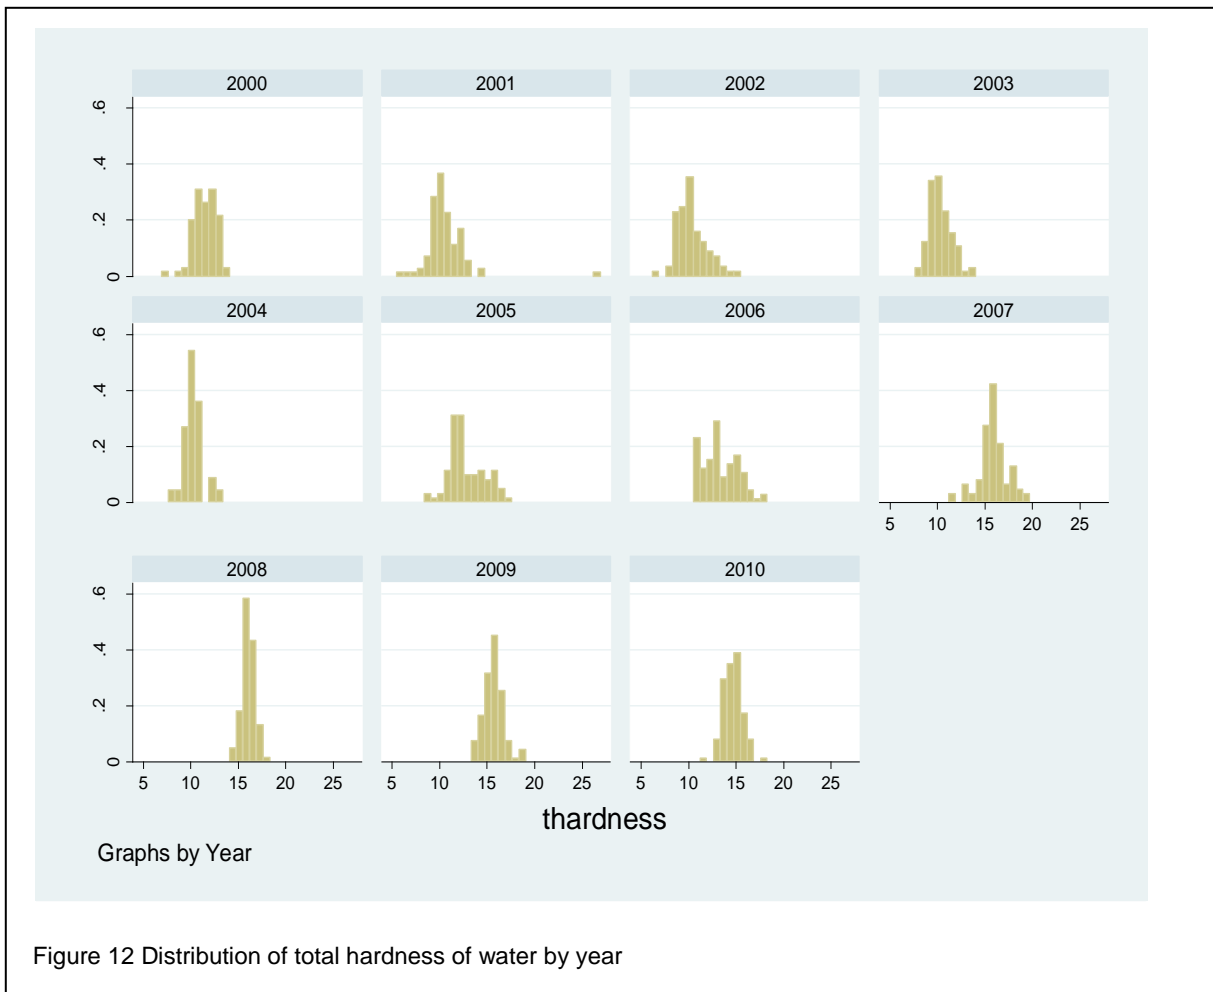 2000 2001 2002 2003
.6
.4
.2
0
2004 2005 2006 2007
.6
.4
.2
0
5 10 15 20 25
2008 2009 2010
.6
.4
.2
0
5 10 15 20 25 5 10 15 20 25 5 10 15 20 25
thardness
Graphs by Year
Figure 12 Distribution of total hardness of water by year